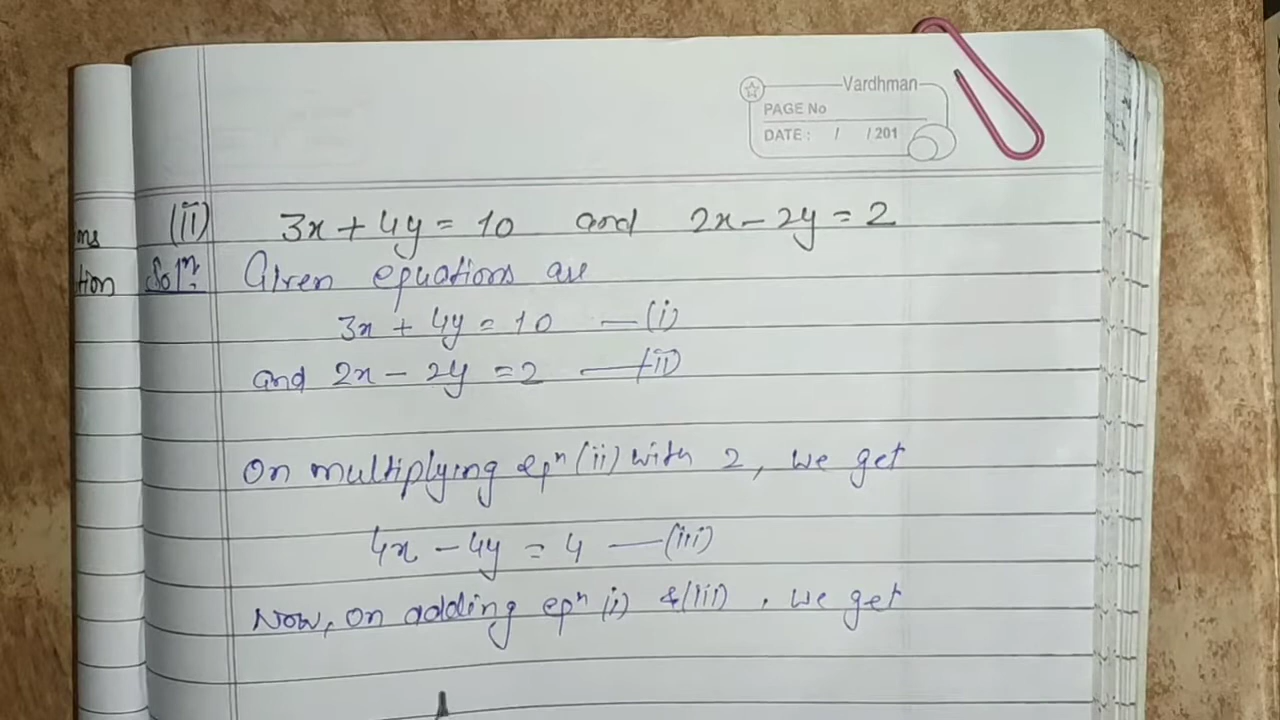 Vardhman
PAGE No
DATE : / / 201
(ii) 3x + 4y = 10 and 2x - 2y = 2
ms
tion
Solⁿ: Given equations are
3x + 4y = 10 — (i)
and 2x - 2y = 2 — (ii)
On multiplying eqⁿ (ii) with 2, we get
4x - 4y = 4 — (iii)
Now, on adding eqⁿ (i) & (iii), we get